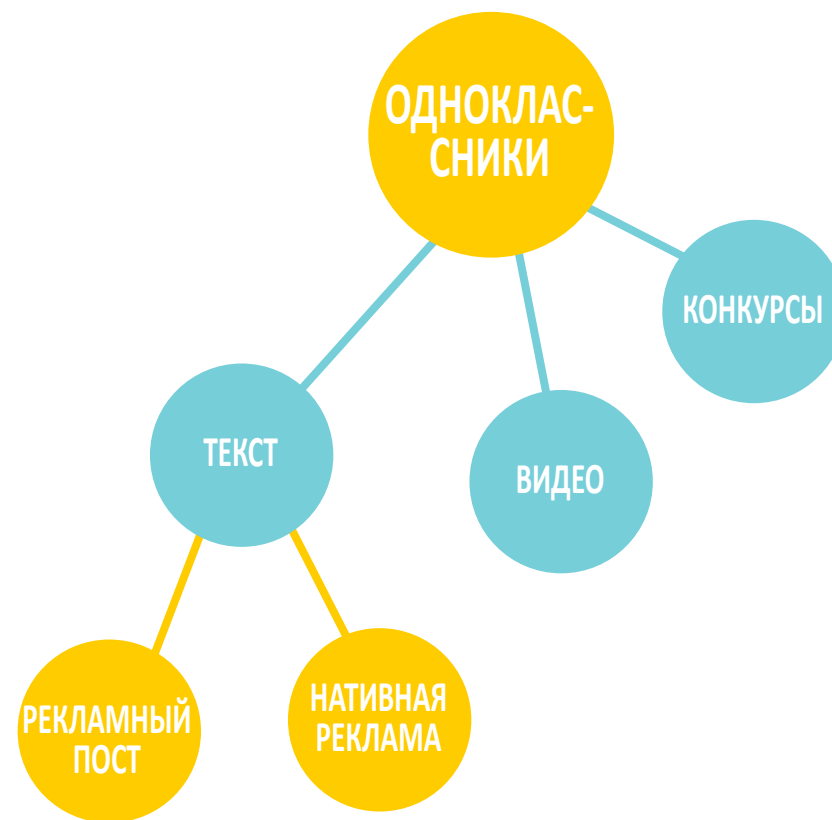 ОДНОКЛАС-
СНИКИ
КОНКУРСЫ
ТЕКСТ
ВИДЕО
РЕКЛАМНЫЙ
ПОСТ
НАТИВНАЯ
РЕКЛАМА